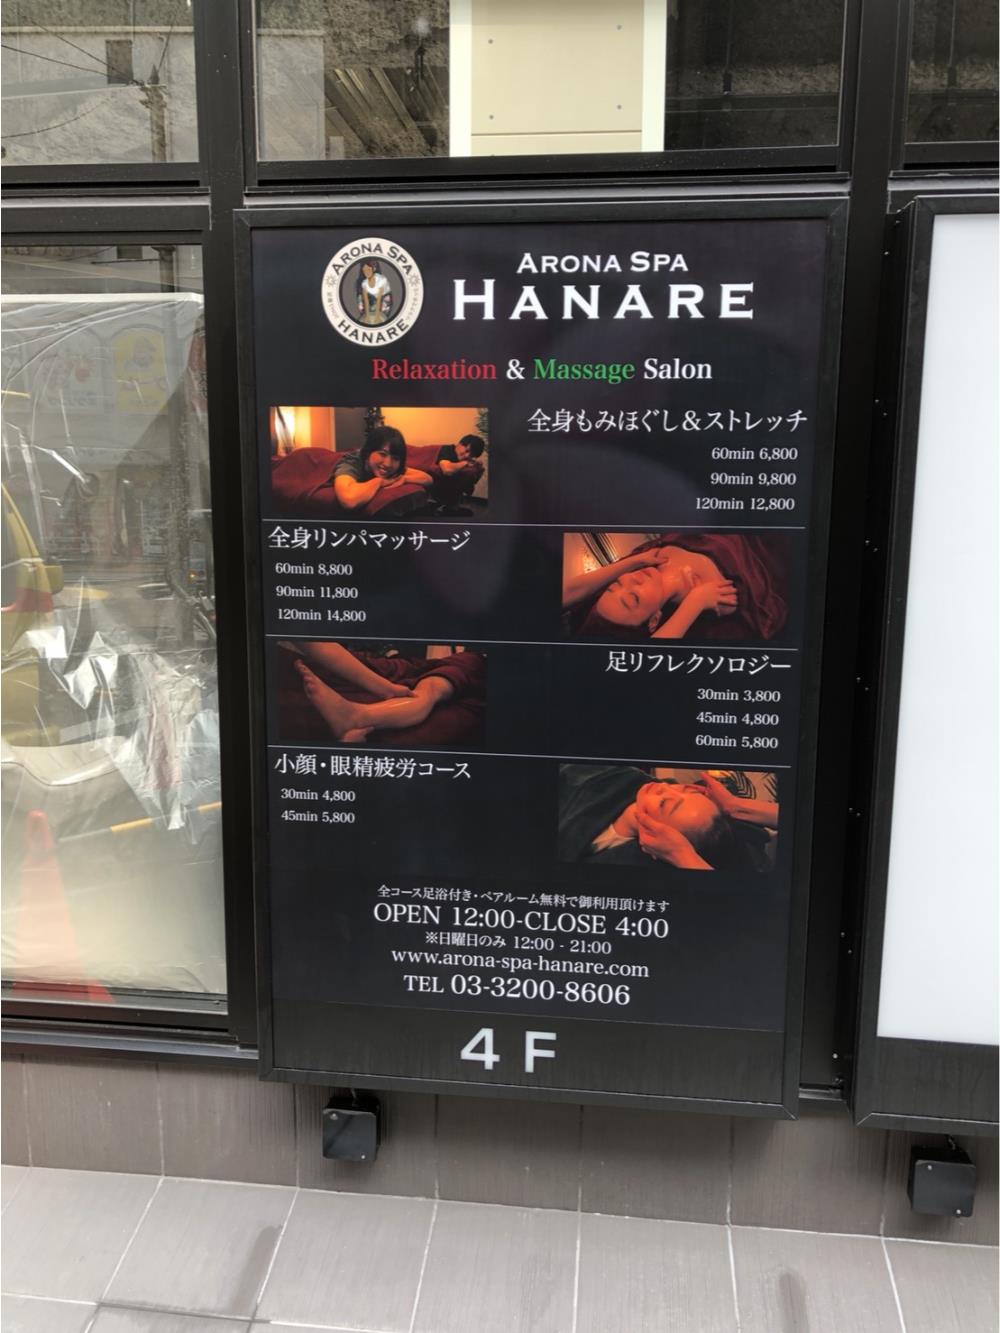 ARONA SPA
HANARE
ARONA SPA
HANARE
Relaxation & Massage Salon
全身もみほぐし&ストレッチ
60min 6,800
90min 9,800
120min 12,800
全身リンパマッサージ
60min 8,800
90min 11,800
120min 14,800
足リフレクソロジー
30min 3,800
45min 4,800
60min 5,800
小顔・眼精疲労コース
30min 4,800
45min 5,800
全コース足浴付き・ペアルーム無料で御利用頂けます
OPEN 12:00-CLOSE 4:00
※日曜日のみ 12:00 - 21:00
www.arona-spa-hanare.com
TEL 03-3200-8606
4F